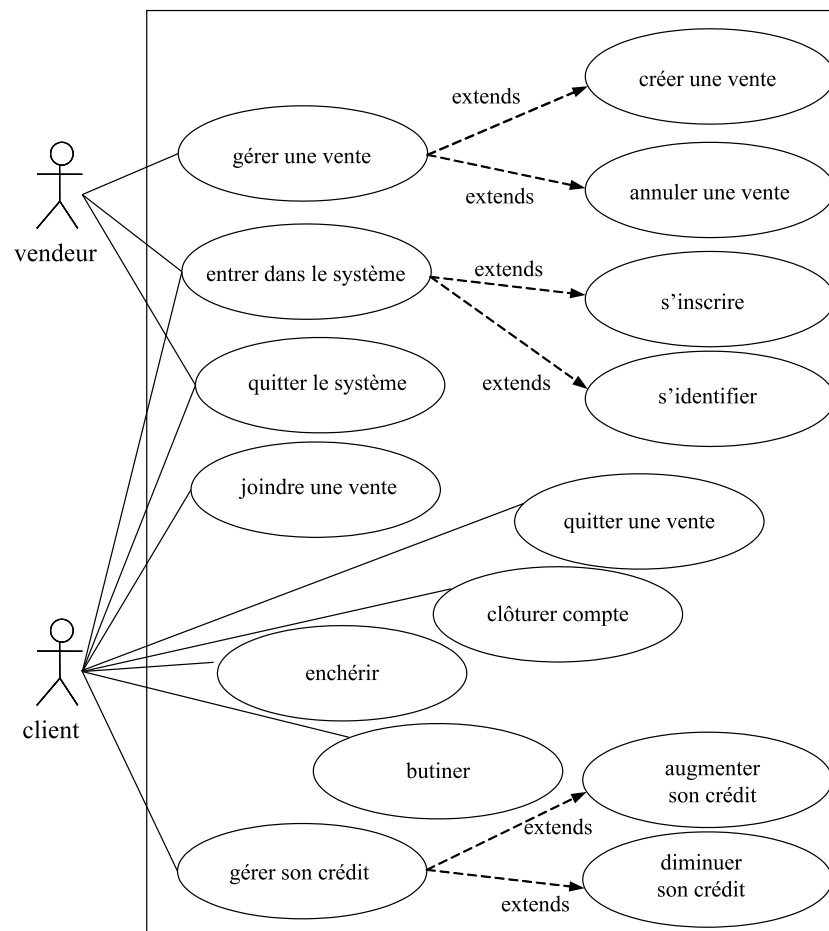 créer une vente
extends
gérer une vente
annuler une vente
extends
vendeur
entrer dans le système
extends
s’inscrire
quitter le système
extends
s’identifier
joindre une vente
quitter une vente
clôturer compte
enchérir
client
butiner
augmenter
son crédit
extends
gérer son crédit
diminuer
son crédit
extends